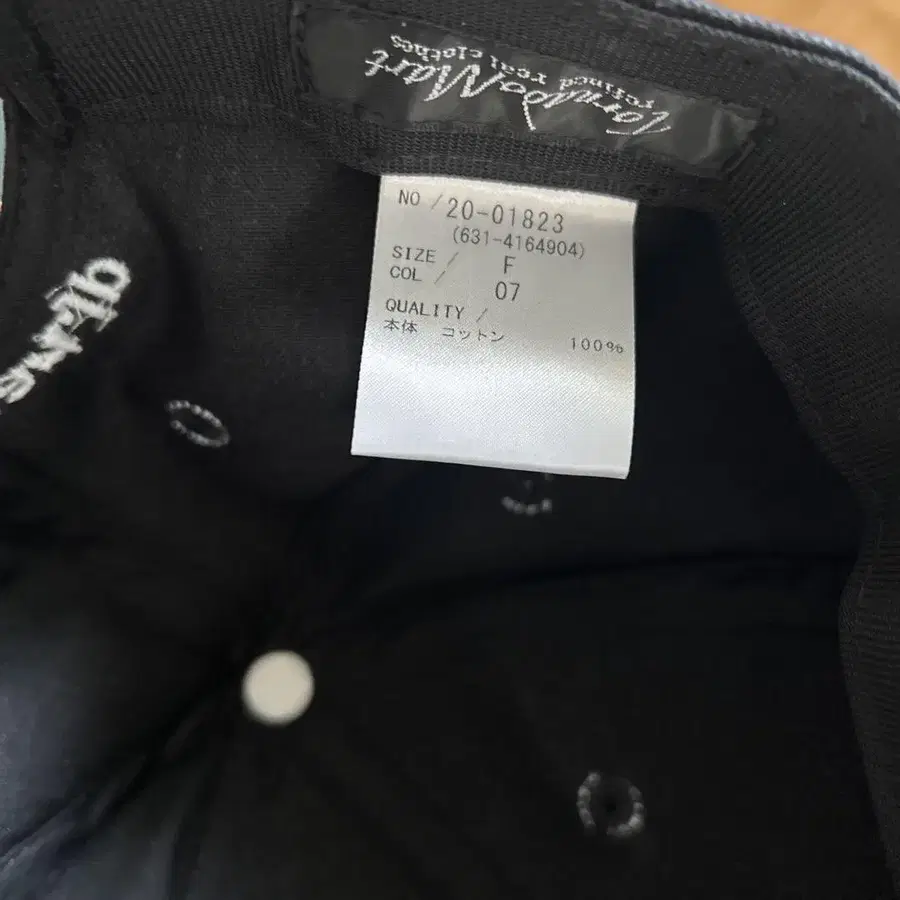 Tornado Mart
refined real clothes
NO / 20-01823
(631-4164904)
SIZE / F
COL / 07
QUALITY /
本体 コットン 100%